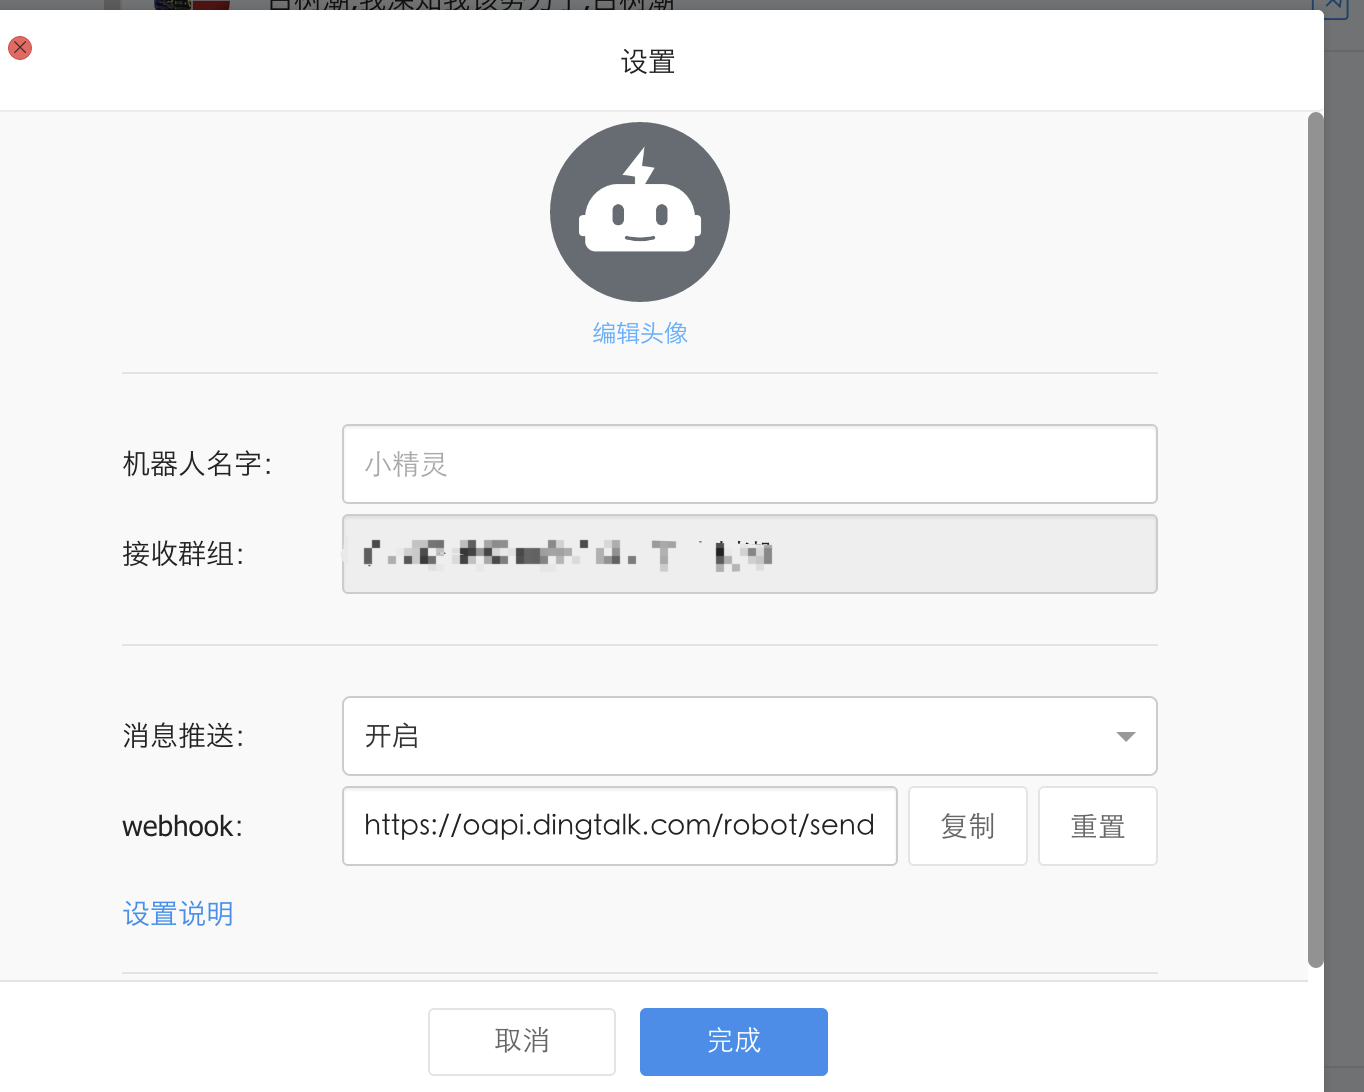 设置
编辑头像
机器人名字:
小精灵
接收群组:
消息推送:
开启
webhook:
https://oapi.dingtalk.com/robot/send
复制
重置
设置说明
取消
完成